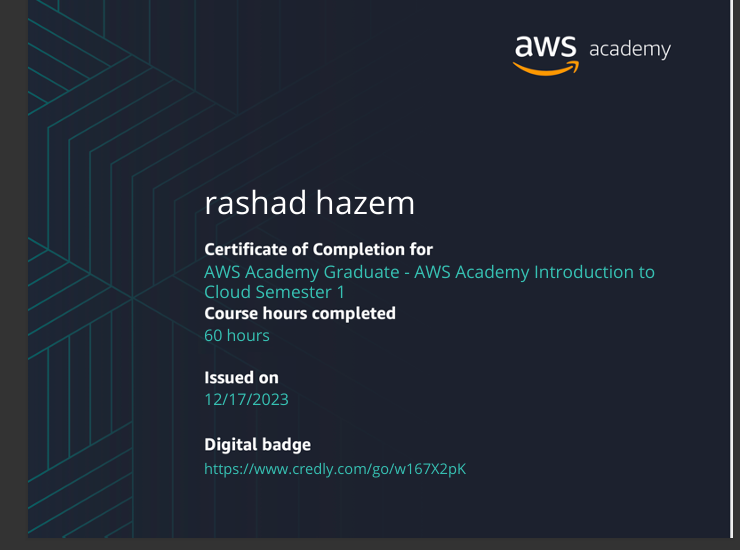 aws academy
rashad hazem
Certificate of Completion for
AWS Academy Graduate - AWS Academy Introduction to
Cloud Semester 1
Course hours completed
60 hours
Issued on
12/17/2023
Digital badge
https://www.credly.com/go/w167X2pK